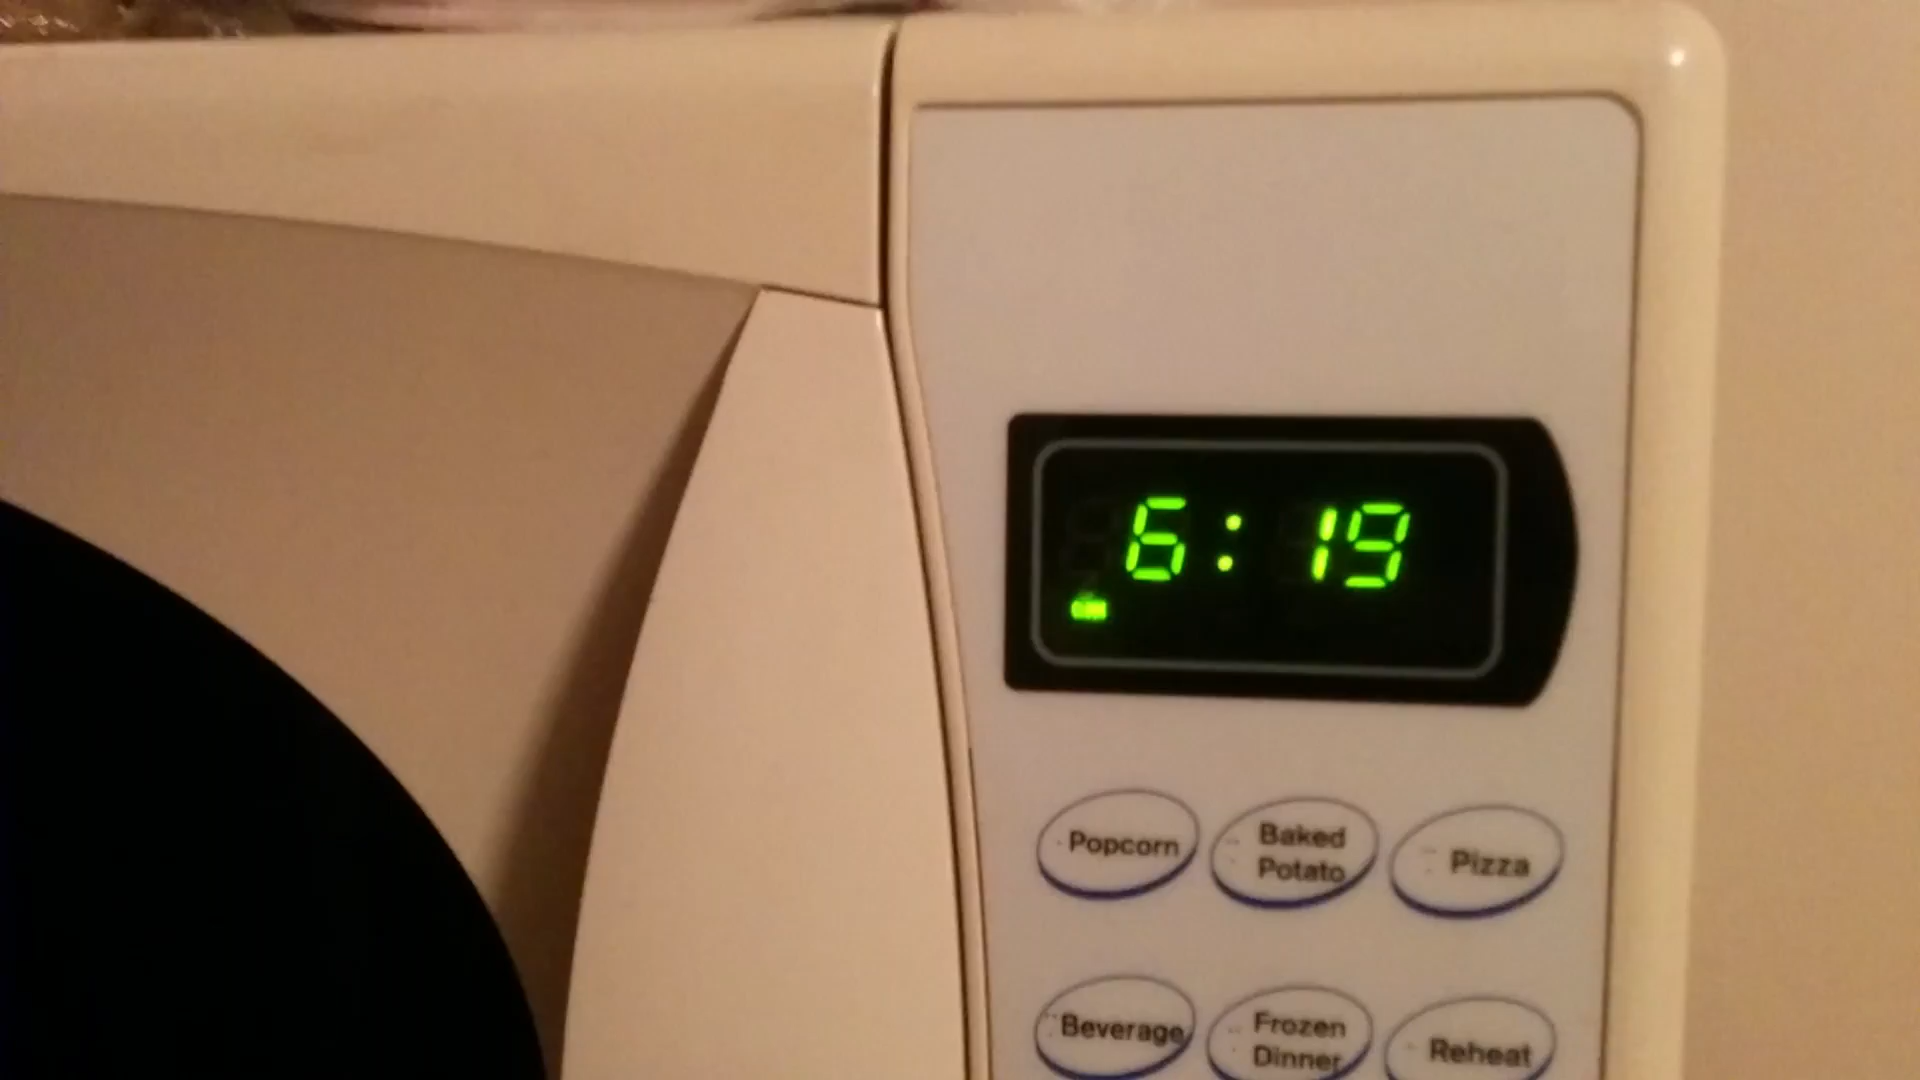 6:19
Popcorn
Baked
Potato
Pizza
Beverage
Frozen
Dinner
Reheat